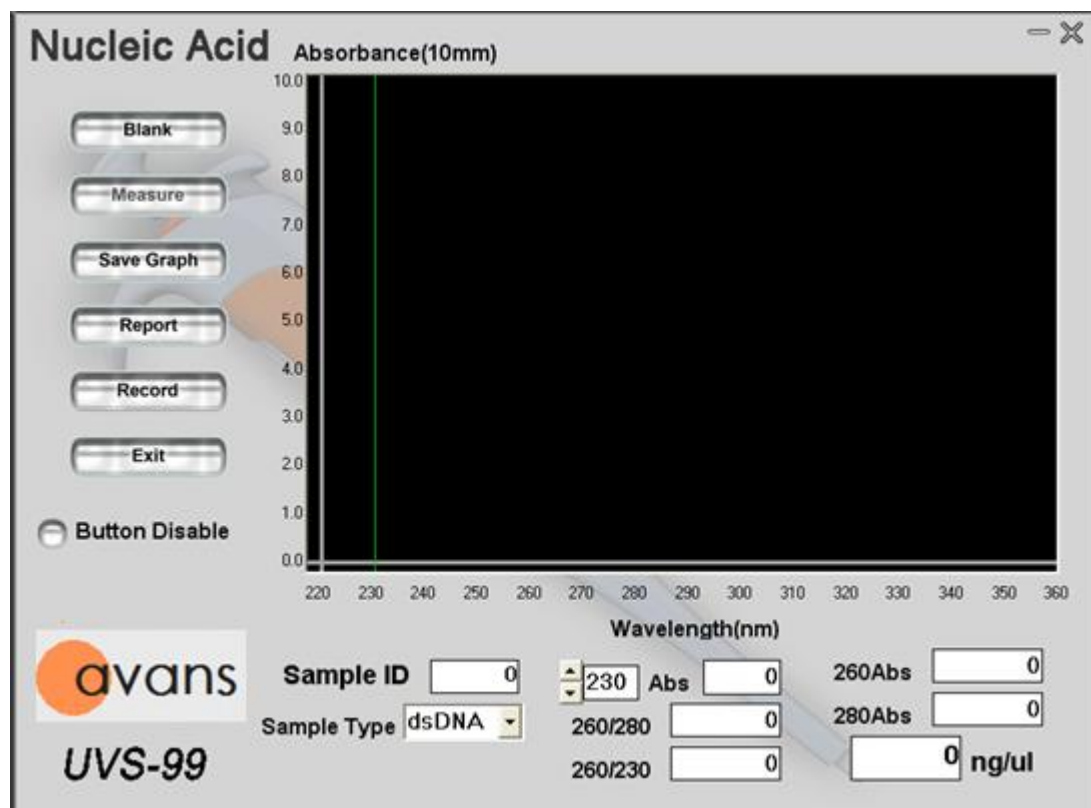 Nucleic Acid
Absorbance(10mm)
Blank
Measure
Save Graph
Report
Record
Exit
Button Disable
10.0
9.0
8.0
7.0
6.0
5.0
4.0
3.0
2.0
1.0
0.0
220 230 240 250 260 270 280 290 300 310 320 330 340 350 360
Wavelength(nm)
avans
UVS-99
Sample ID 0
Sample Type dsDNA
230 Abs 0
260/280 0
260/230 0
260Abs 0
280Abs 0
0 ng/ul